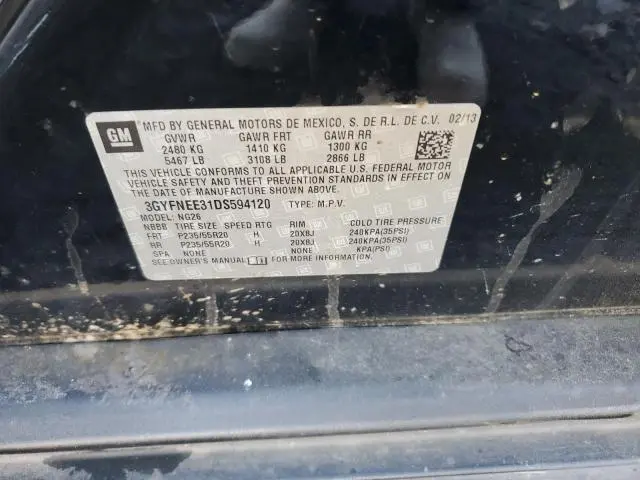 GM
MFD BY GENERAL MOTORS DE MEXICO, S. DE R.L. DE C.V. 02/13
GVWR GAWR FRT GAWR RR
2480 KG 1410 KG 1300 KG
5467 LB 3108 LB 2866 LB
THIS VEHICLE CONFORMS TO ALL APPLICABLE U.S. FEDERAL MOTOR
VEHICLE SAFETY, BUMPER, AND THEFT PREVENTION STANDARDS IN EFFECT ON
THE DATE OF MANUFACTURE SHOWN ABOVE.
3GYFNEE31DS594120 TYPE: M.P.V.
MODEL: NG26
NBBB TIRE SIZE SPEED RTG RIM COLD TIRE PRESSURE
FRT P235/55R20 H 20X8J 240KPA(35PSI)
RR P235/55R20 H 20X8J 240KPA(35PSI)
SPA NONE NONE KPA(PSI)
SEE OWNER'S MANUAL FOR MORE INFORMATION.